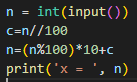 n = int(input())
c=n//100
n=(n%100)*10+c
print('x = ', n)